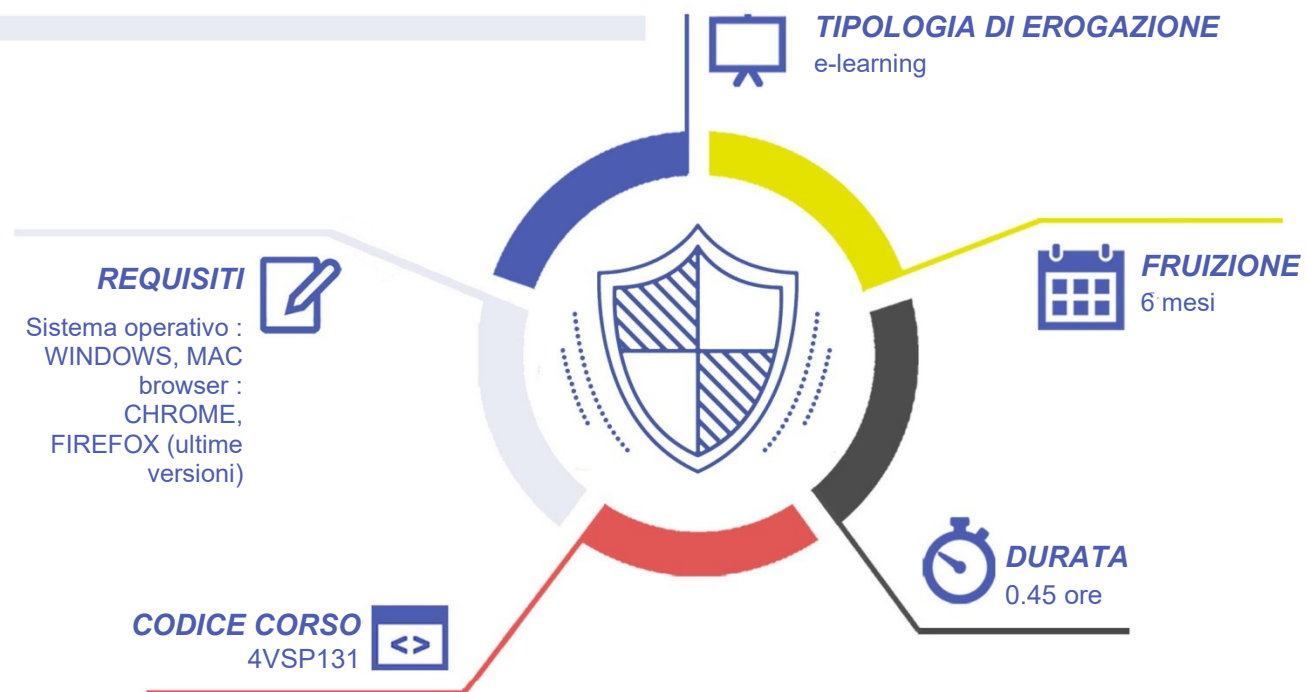 TIPOLOGIA DI EROGAZIONE
e-learning
REQUISITI
Sistema operativo :
WINDOWS, MAC
browser :
CHROME,
FIREFOX (ultime
versioni)
FRUIZIONE
6 mesi
DURATA
0.45 ore
CODICE CORSO
4VSP131
<>